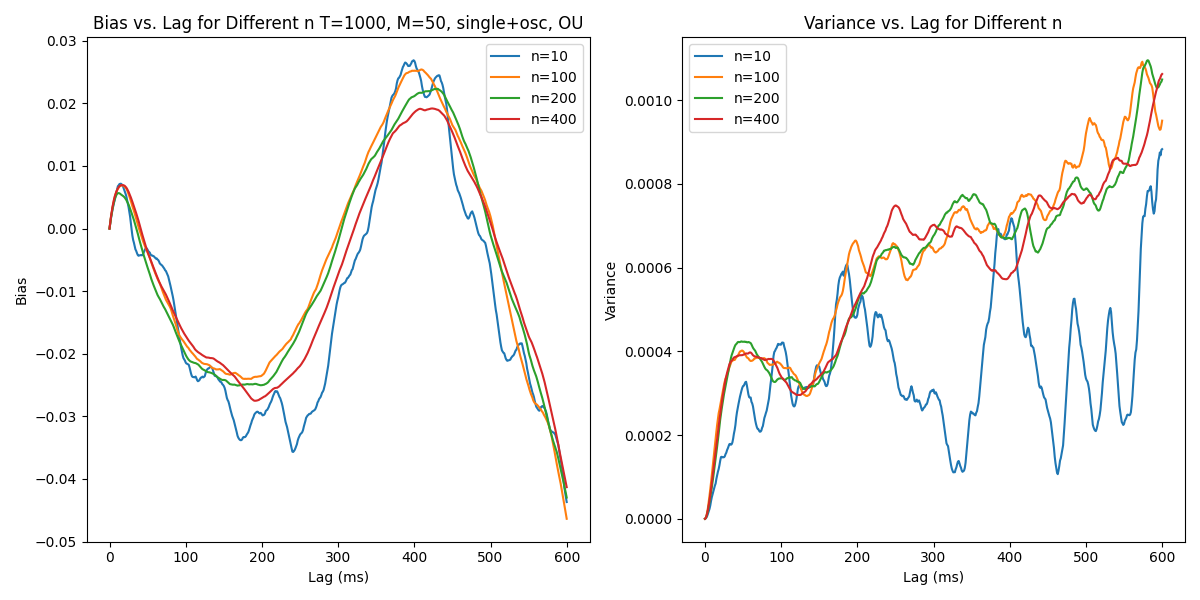 Bias vs. Lag for Different n T=1000, M=50, single+osc, OU
0.03
0.02
0.01
0.00
−0.01
−0.02
−0.03
−0.04
−0.05
Bias
0
100
200
300
400
500
600
Lag (ms)
n=10
n=100
n=200
n=400
Variance vs. Lag for Different n
0.0010
0.0008
0.0006
0.0004
0.0002
0.0000
Variance
0
100
200
300
400
500
600
Lag (ms)
n=10
n=100
n=200
n=400